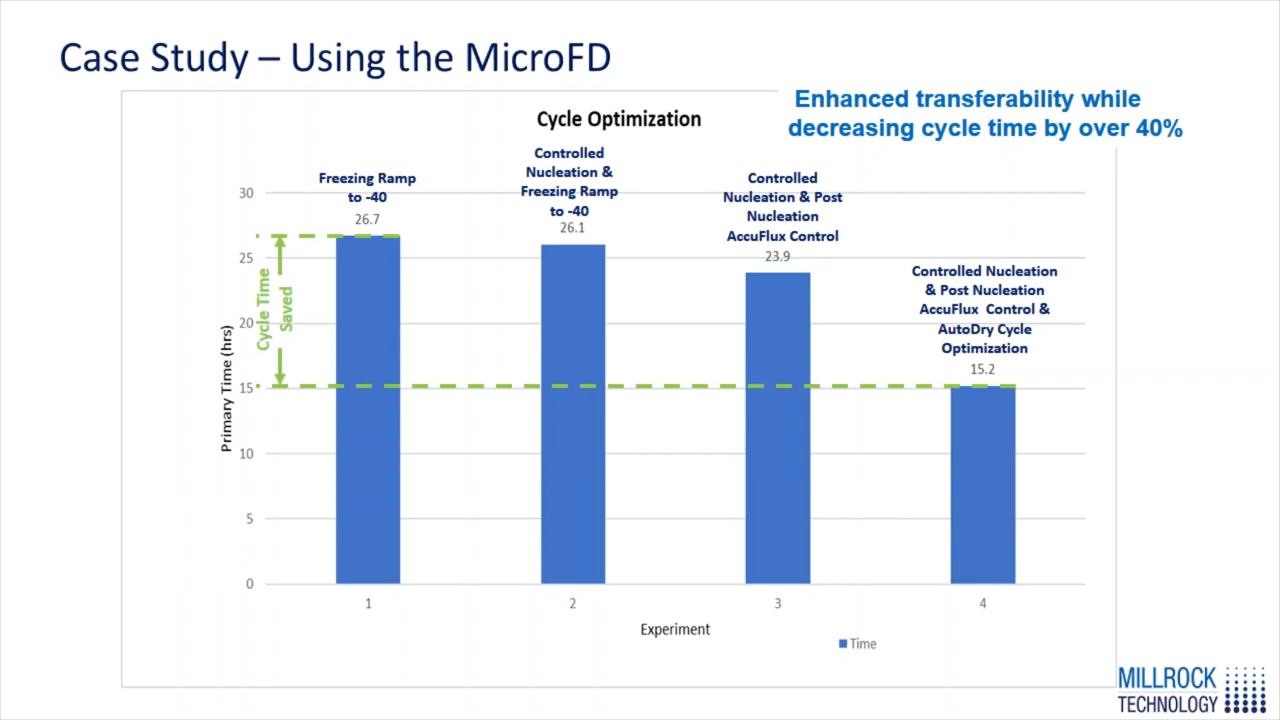 Case Study – Using the MicroFD
Enhanced transferability while
decreasing cycle time by over 40%
Cycle Optimization
Freezing Ramp
to -40
26.7
Controlled
Nucleation &
Freezing Ramp
to -40
26.1
Controlled
Nucleation & Post
Nucleation
AccuFlux Control
23.9
Controlled Nucleation
& Post Nucleation
AccuFlux Control &
AutoDry Cycle
Optimization
15.2
Cycle Time
Saved
Primary Time (hrs)
30
25
20
15
10
5
0
1
2
3
4
Experiment
Time
MILLROCK
TECHNOLOGY